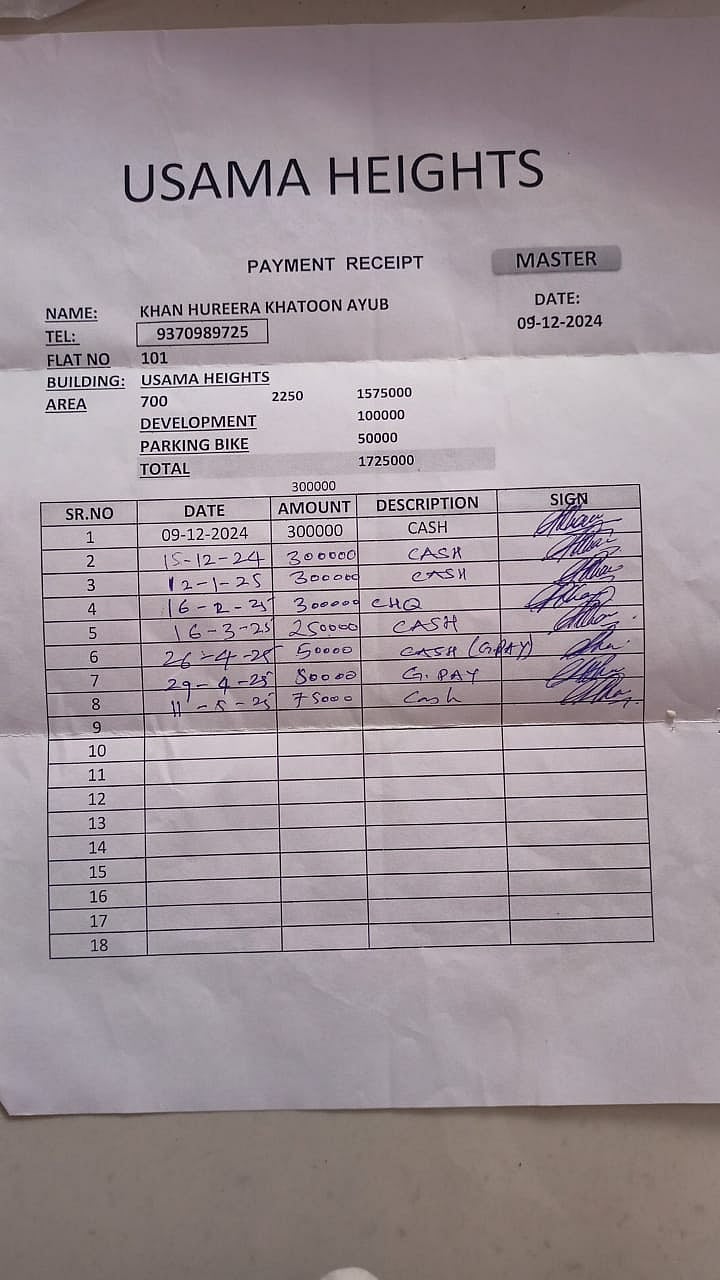 USAMA HEIGHTS
PAYMENT RECEIPT MASTER
NAME: KHAN HUREERA KHATOON AYUB DATE:
TEL: 9370989725 09-12-2024
FLAT NO 101
BUILDING: USAMA HEIGHTS
AREA 700 2250 1575000
DEVELOPMENT 100000
PARKING BIKE 50000
TOTAL 1725000
300000
SR.NO DATE AMOUNT DESCRIPTION SIGN
1 09-12-2024 300000 CASH
2 15-12-24 300000 CASH
3 12-1-25 300000 CASH
4 16-2-25 300000 CHQ
5 16-3-25 250000 CASH
6 26-4-25 50000 CASH (G.PAY)
7 29-4-25 50000 G.PAY
8 11-5-25 75000 Cash
9
10
11
12
13
14
15
16
17
18